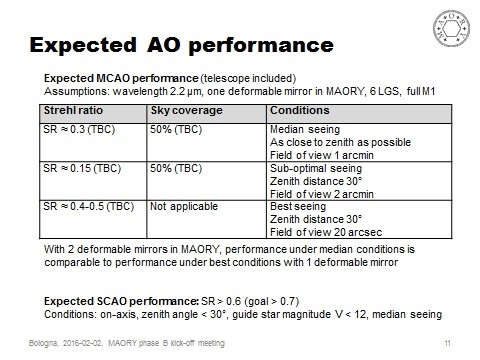 MAORY
Expected AO performance
Expected MCAO performance (telescope included)
Assumptions: wavelength 2.2 µm, one deformable mirror in MAORY, 6 LGS, full M1
Strehl ratio Sky coverage Conditions
SR ≈ 0.3 (TBC) 50% (TBC) Median seeing
As close to zenith as possible
Field of view 1 arcmin
SR ≈ 0.15 (TBC) 50% (TBC) Sub-optimal seeing
Zenith distance 30°
Field of view 2 arcmin
SR ≈ 0.4-0.5 (TBC) Not applicable Best seeing
Zenith distance 30°
Field of view 20 arcsec
With 2 deformable mirrors in MAORY, performance under median conditions is
comparable to performance under best conditions with 1 deformable mirror
Expected SCAO performance: SR > 0.6 (goal > 0.7)
Conditions: on-axis, zenith angle < 30°, guide star magnitude V < 12, median seeing
Bologna, 2016-02-02, MAORY phase B kick-off meeting 11